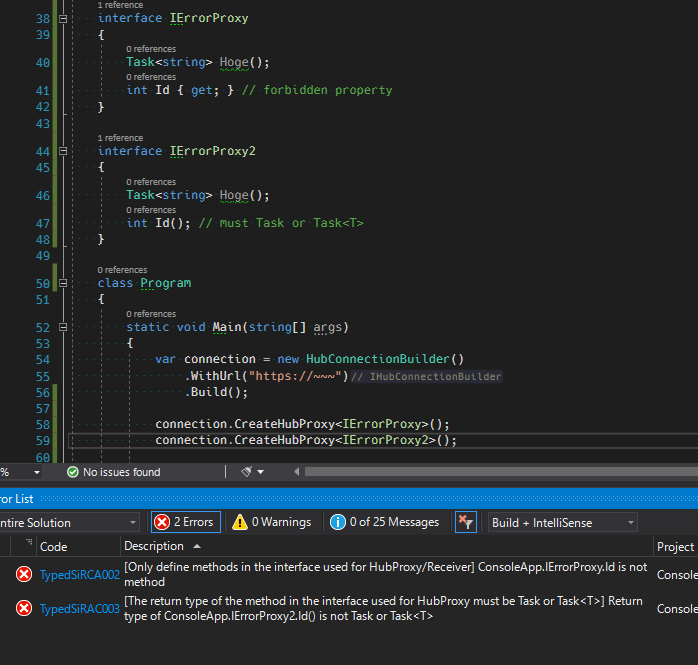 1 reference
38 interface IErrorProxy
39 {
0 references
40 Task<string> Hoge();
0 references
41 int Id { get; } // forbidden property
42 }
43
1 reference
44 interface IErrorProxy2
45 {
0 references
46 Task<string> Hoge();
0 references
47 int Id(); // must Task or Task<T>
48 }
49
0 references
50 class Program
51 {
0 references
52 static void Main(string[] args)
53 {
54 var connection = new HubConnectionBuilder()
55 .WithUrl("https://~~~") // IHubConnectionBuilder
56 .Build();
57
58 connection.CreateHubProxy<IErrorProxy>();
59 connection.CreateHubProxy<IErrorProxy2>();
60
% No issues found
or List
ntire Solution 2 Errors 0 Warnings 0 of 25 Messages Build + IntelliSense
Code Description Project
TypedSiRCA002 [Only define methods in the interface used for HubProxy/Receiver] ConsoleApp.IErrorProxy.Id is not Console
method
TypedSiRAC003 [The return type of the method in the interface used for HubProxy must be Task or Task<T>] Return Console
type of ConsoleApp.IErrorProxy2.Id() is not Task or Task<T>